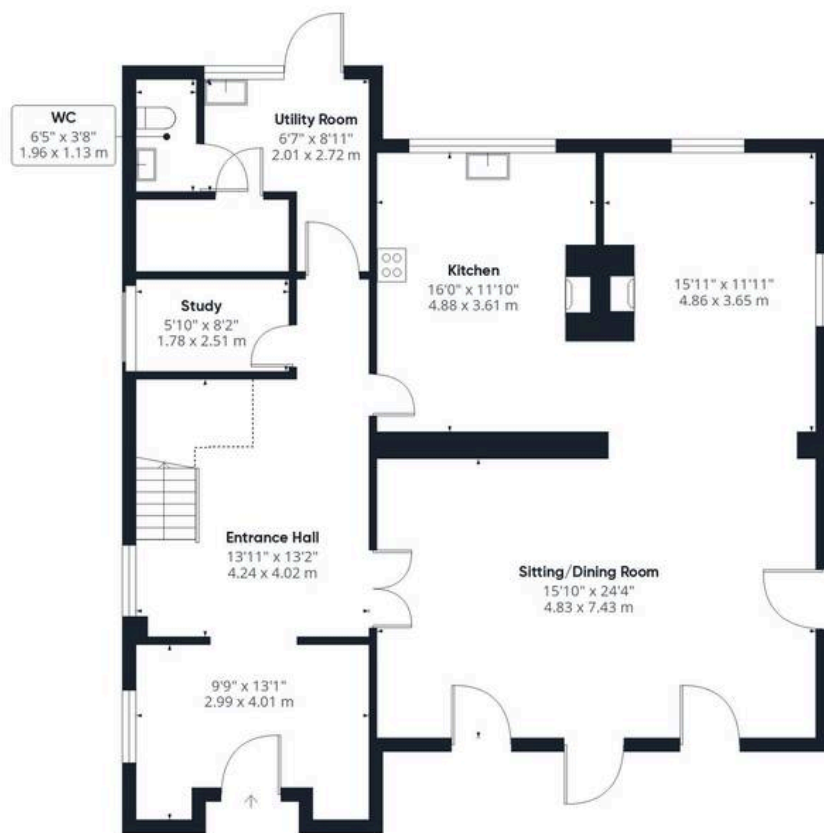 WC
6'5" x 3'8"
1.96 x 1.13 m
Utility Room
6'7" x 8'11"
2.01 x 2.72 m
Kitchen
16'0" x 11'10"
4.88 x 3.61 m
15'11" x 11'11"
4.86 x 3.65 m
Study
5'10" x 8'2"
1.78 x 2.51 m
Entrance Hall
13'11" x 13'2"
4.24 x 4.02 m
Sitting/Dining Room
15'10" x 24'4"
4.83 x 7.43 m
9'9" x 13'1"
2.99 x 4.01 m